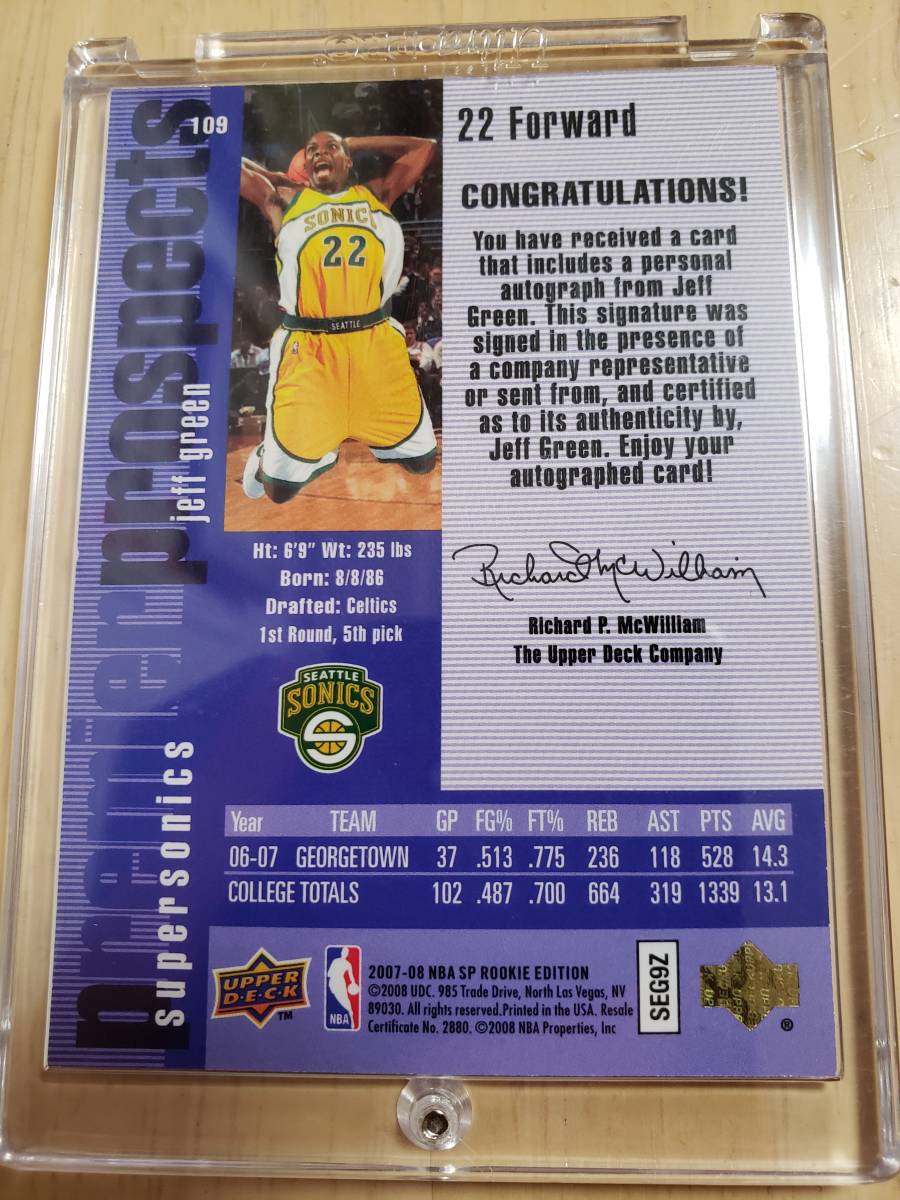 109
premierprospects
jeff green
supersonics
SONICS
22
SEATTLE
Ht: 6'9" Wt: 235 lbs
Born: 8/8/86
Drafted: Celtics
1st Round, 5th pick
SEATTLE
SONICS
22 Forward
CONGRATULATIONS!
You have received a card
that includes a personal
autograph from Jeff
Green. This signature was
signed in the presence of
a company representative
or sent from, and certified
as to its authenticity by,
Jeff Green. Enjoy your
autographed card!
Richard McWilliam
Richard P. McWilliam
The Upper Deck Company
Year TEAM GP FG% FT% REB AST PTS AVG
06-07 GEORGETOWN 37 .513 .775 236 118 528 14.3
COLLEGE TOTALS 102 .487 .700 664 319 1339 13.1
UPPER
D·E·C·K
TM
NBA
2007-08 NBA SP ROOKIE EDITION
©2008 UDC. 985 Trade Drive, North Las Vegas, NV
89030. All rights reserved.Printed in the USA. Resale
Certificate No. 2880. ©2008 NBA Properties, Inc
SEG9Z
®